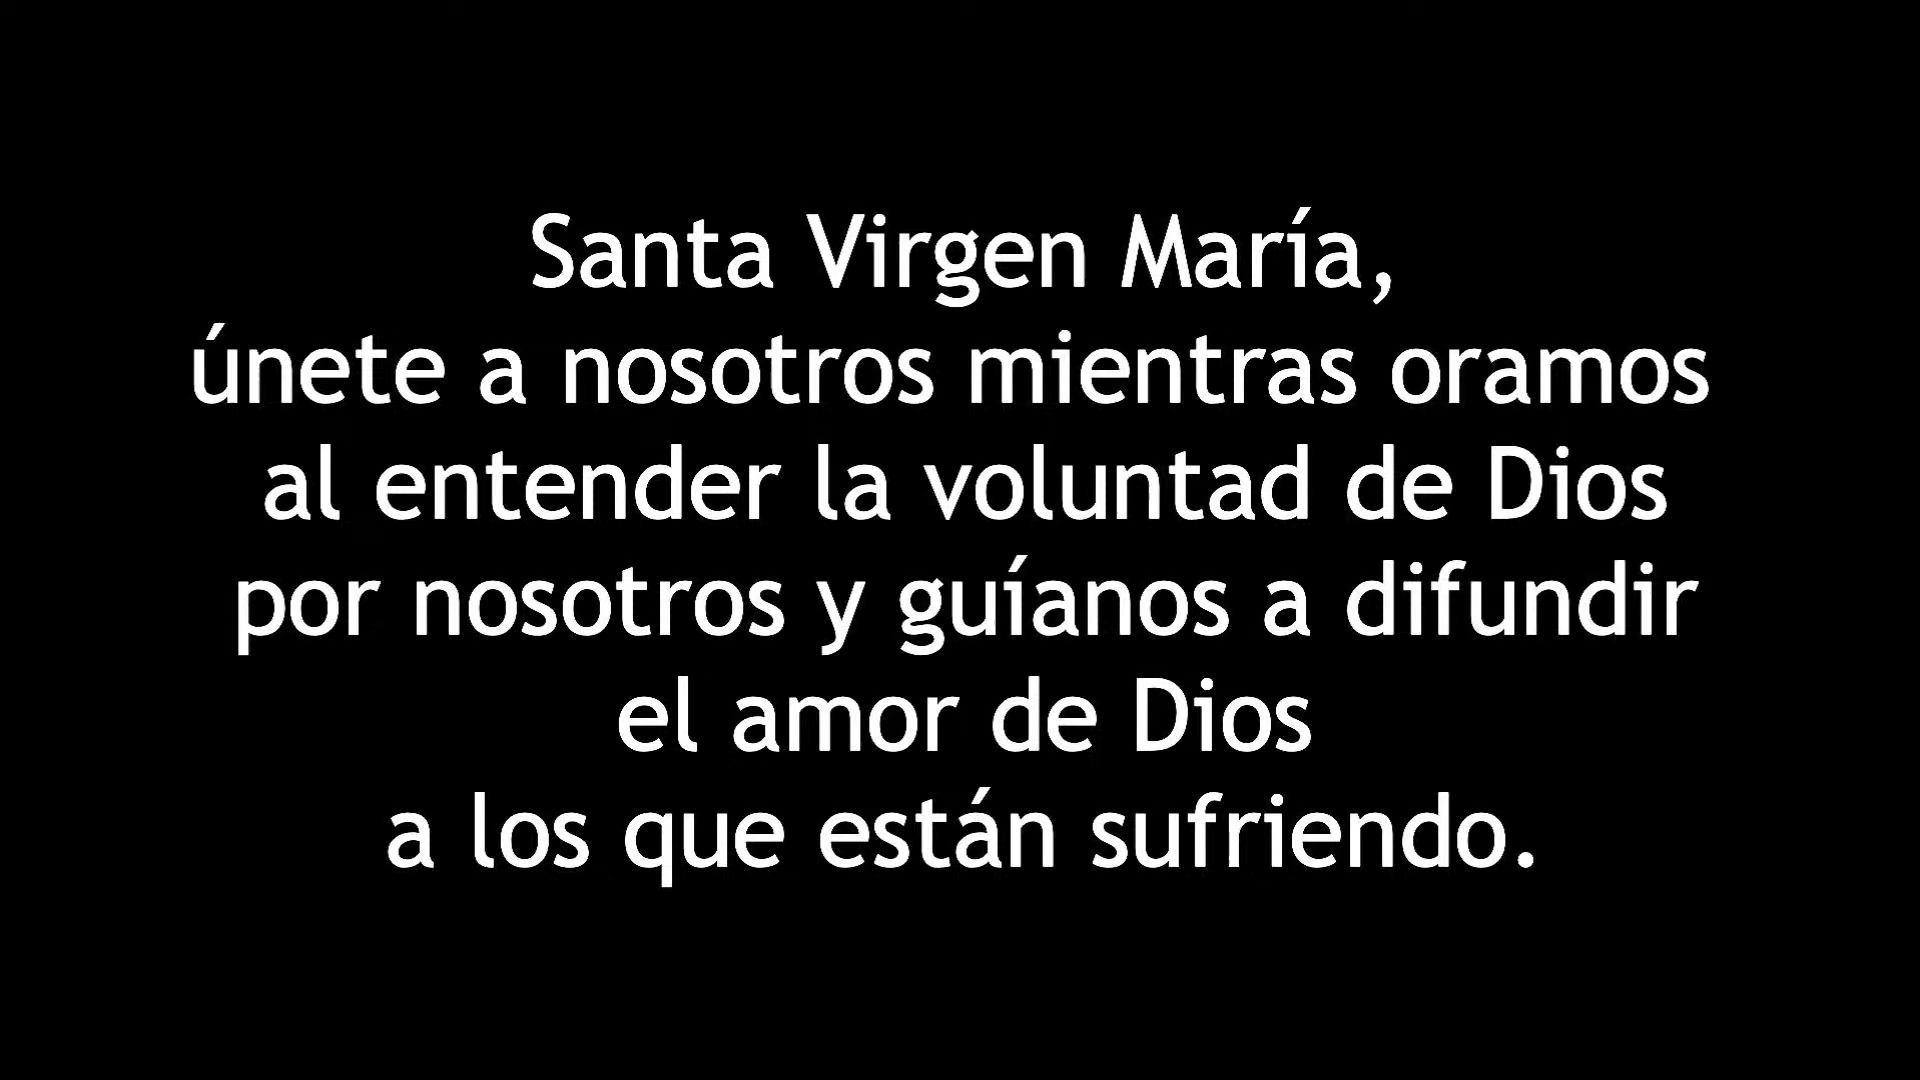 Santa Virgen María,
únete a nosotros mientras oramos
al entender la voluntad de Dios
por nosotros y guíanos a difundir
el amor de Dios
a los que están sufriendo.